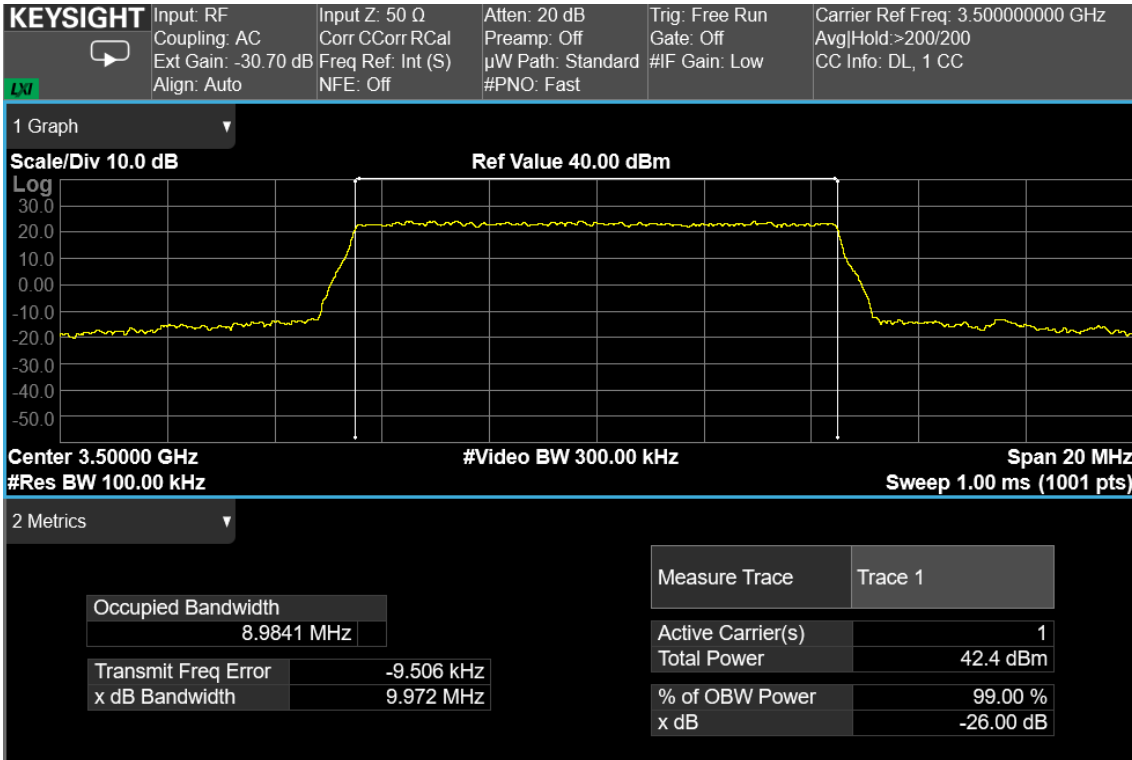 KEYSIGHT
LXI
Input: RF
Coupling: AC
Ext Gain: -30.70 dB
Align: Auto
Input Z: 50 Ω
Corr CCorr RCal
Freq Ref: Int (S)
NFE: Off
Atten: 20 dB
Preamp: Off
µW Path: Standard
#PNO: Fast
Trig: Free Run
Gate: Off
#IF Gain: Low
Carrier Ref Freq: 3.500000000 GHz
Avg|Hold:>200/200
CC Info: DL, 1 CC
1 Graph
Scale/Div 10.0 dB
Ref Value 40.00 dBm
Log
30.0
20.0
10.0
0.00
-10.0
-20.0
-30.0
-40.0
-50.0
Center 3.50000 GHz
#Video BW 300.00 kHz
Span 20 MHz
#Res BW 100.00 kHz
Sweep 1.00 ms (1001 pts)
2 Metrics
Occupied Bandwidth
8.9841 MHz
Transmit Freq Error -9.506 kHz
x dB Bandwidth 9.972 MHz
Measure Trace Trace 1
Active Carrier(s) 1
Total Power 42.4 dBm
% of OBW Power 99.00 %
x dB -26.00 dB